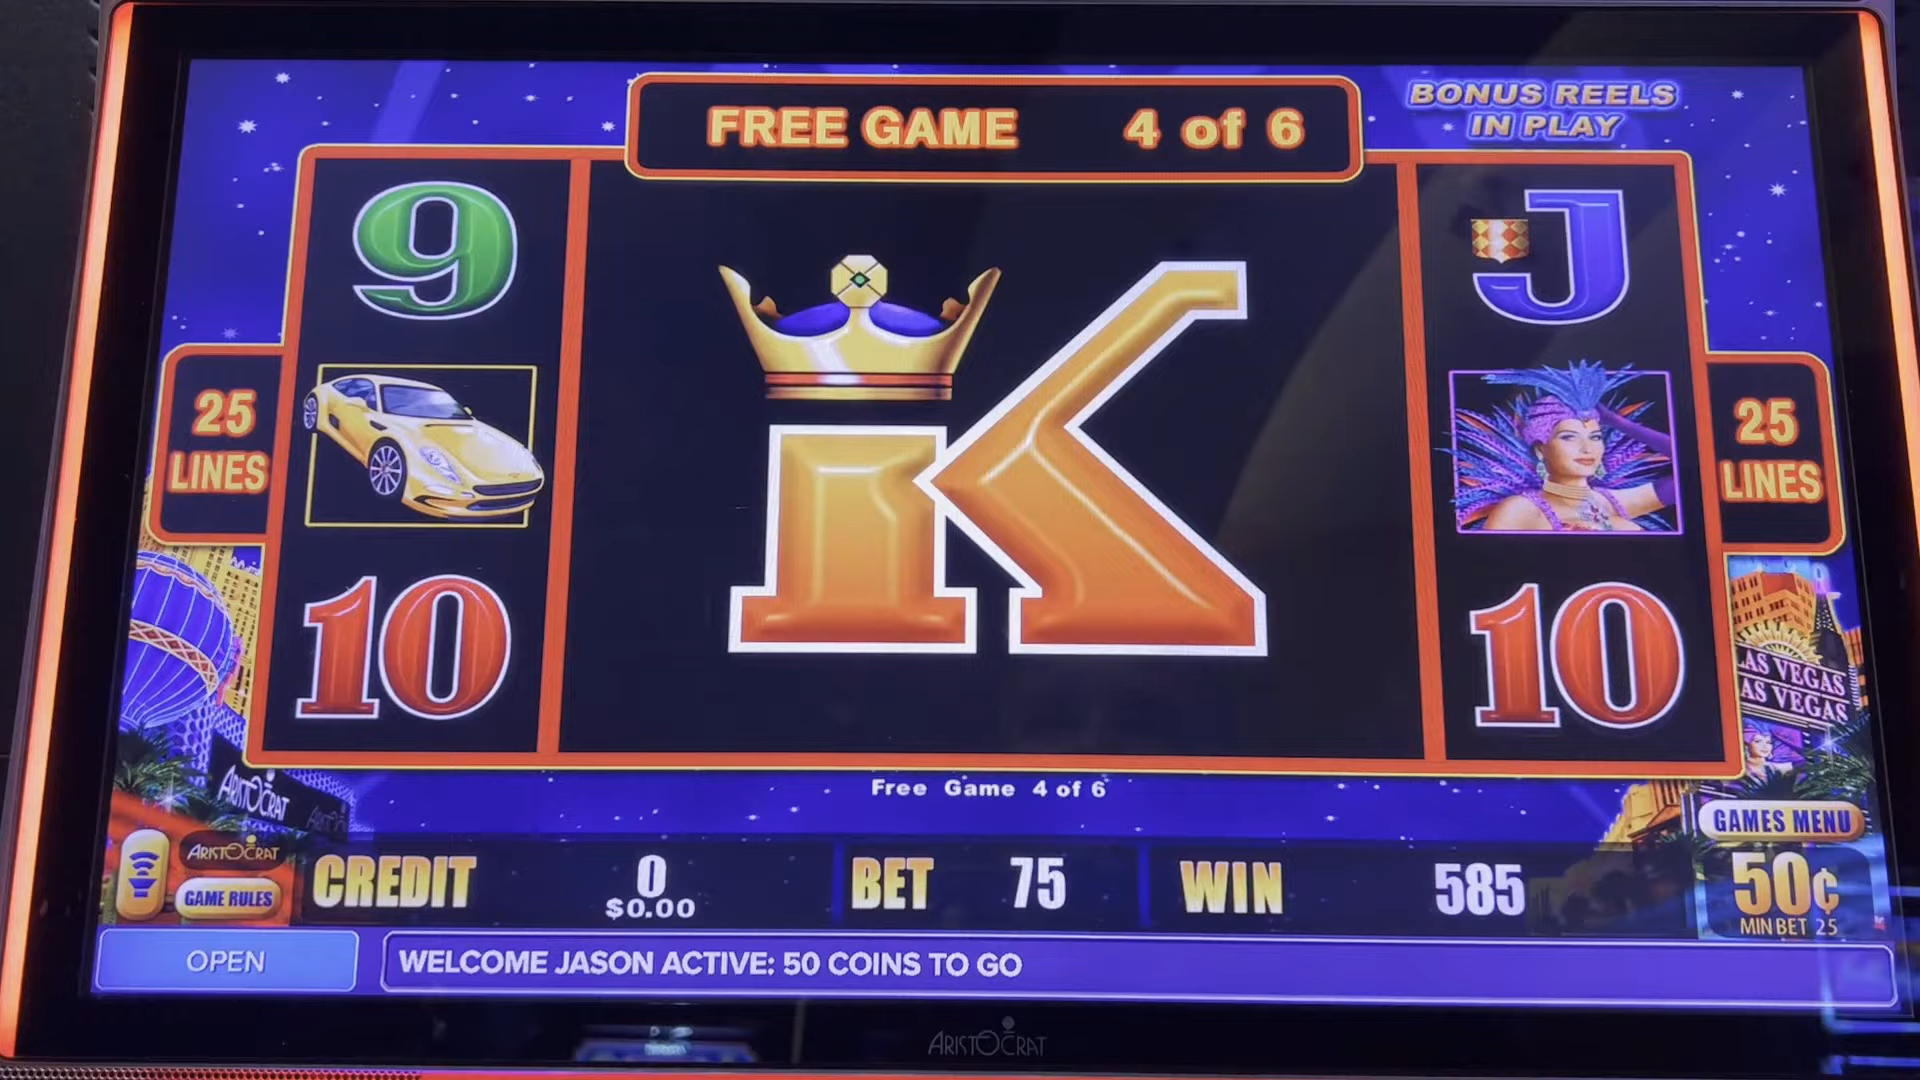 BONUS REELS
IN PLAY
FREE GAME 4 of 6
9
K
J
25
LINES
25
LINES
10
10
LAS VEGAS
LAS VEGAS
ARISTOCRAT
Free Game 4 of 6
GAMES MENU
ARISTOCRAT
GAME RULES
CREDIT 0
$0.00
BET 75
WIN 585
50¢
MIN BET 25
OPEN
WELCOME JASON ACTIVE: 50 COINS TO GO
ARISTOCRAT